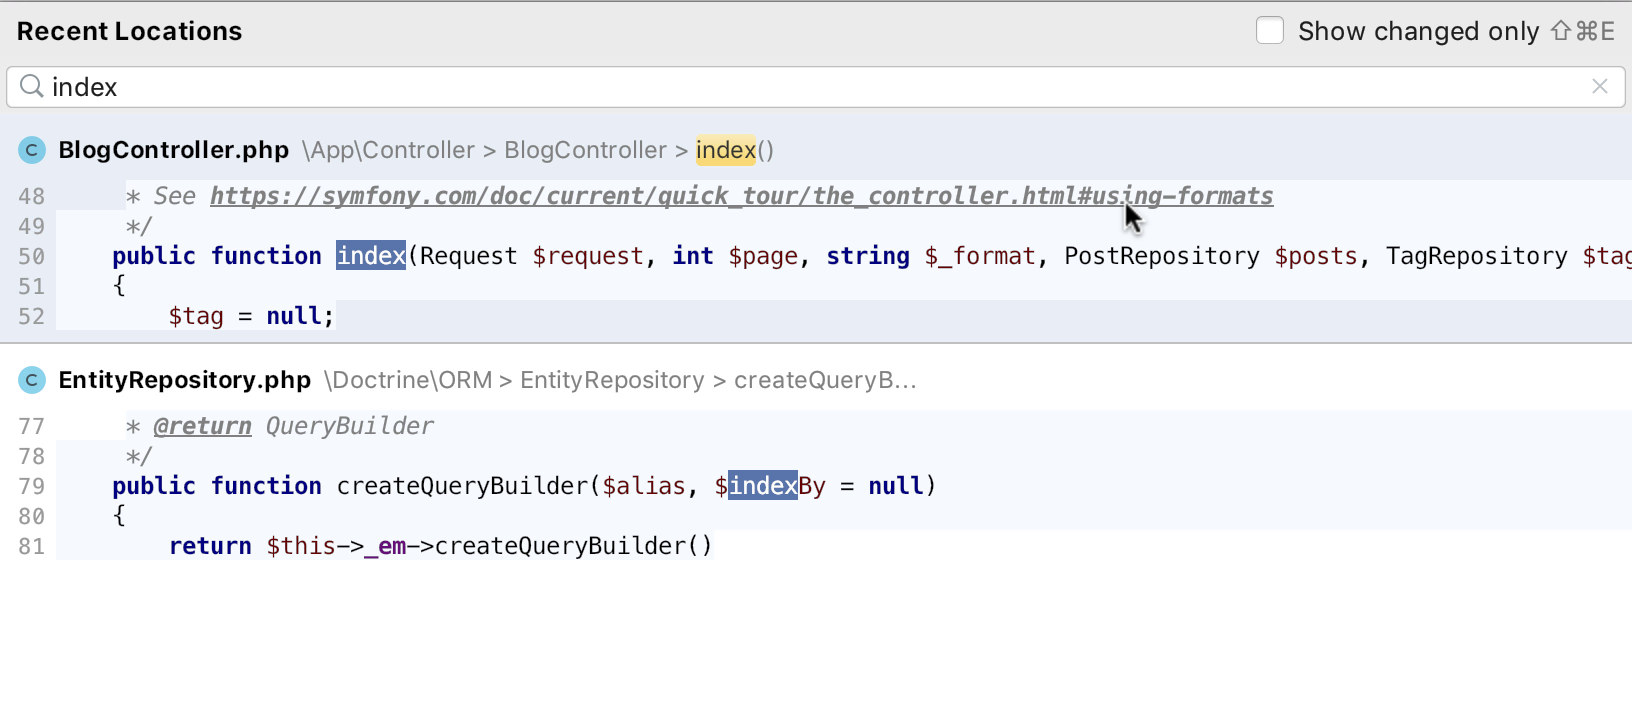 Recent Locations
Show changed only ⇧⌘E
index
C BlogController.php \App\Controller > BlogController > index()
48 * See https://symfony.com/doc/current/quick_tour/the_controller.html#using-formats
49 */
50 public function index(Request $request, int $page, string $_format, PostRepository $posts, TagRepository $tag
51 {
52 $tag = null;
C EntityRepository.php \Doctrine\ORM > EntityRepository > createQueryB...
77 * @return QueryBuilder
78 */
79 public function createQueryBuilder($alias, $indexBy = null)
80 {
81 return $this->_em->createQueryBuilder()